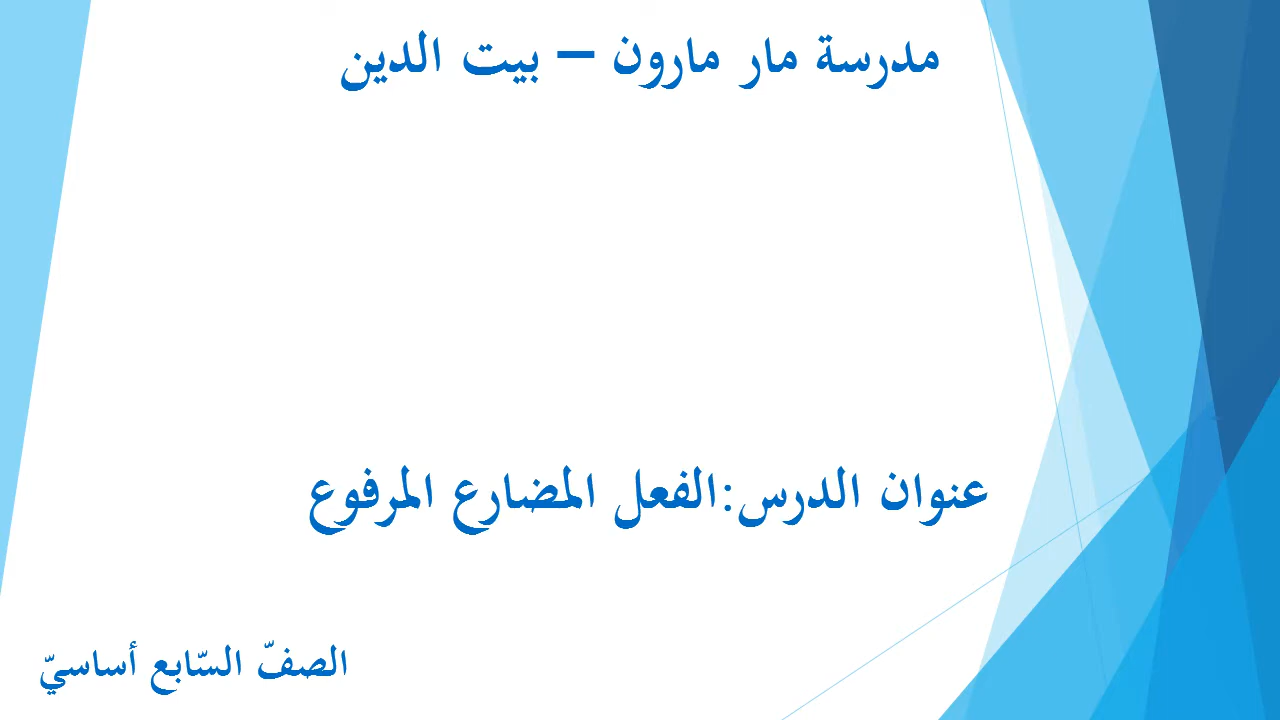 مدرسة مار مارون – بيت الدين
عنوان الدرس:الفعل المضارع المرفوع
الصفّ السّابع أساسيّ